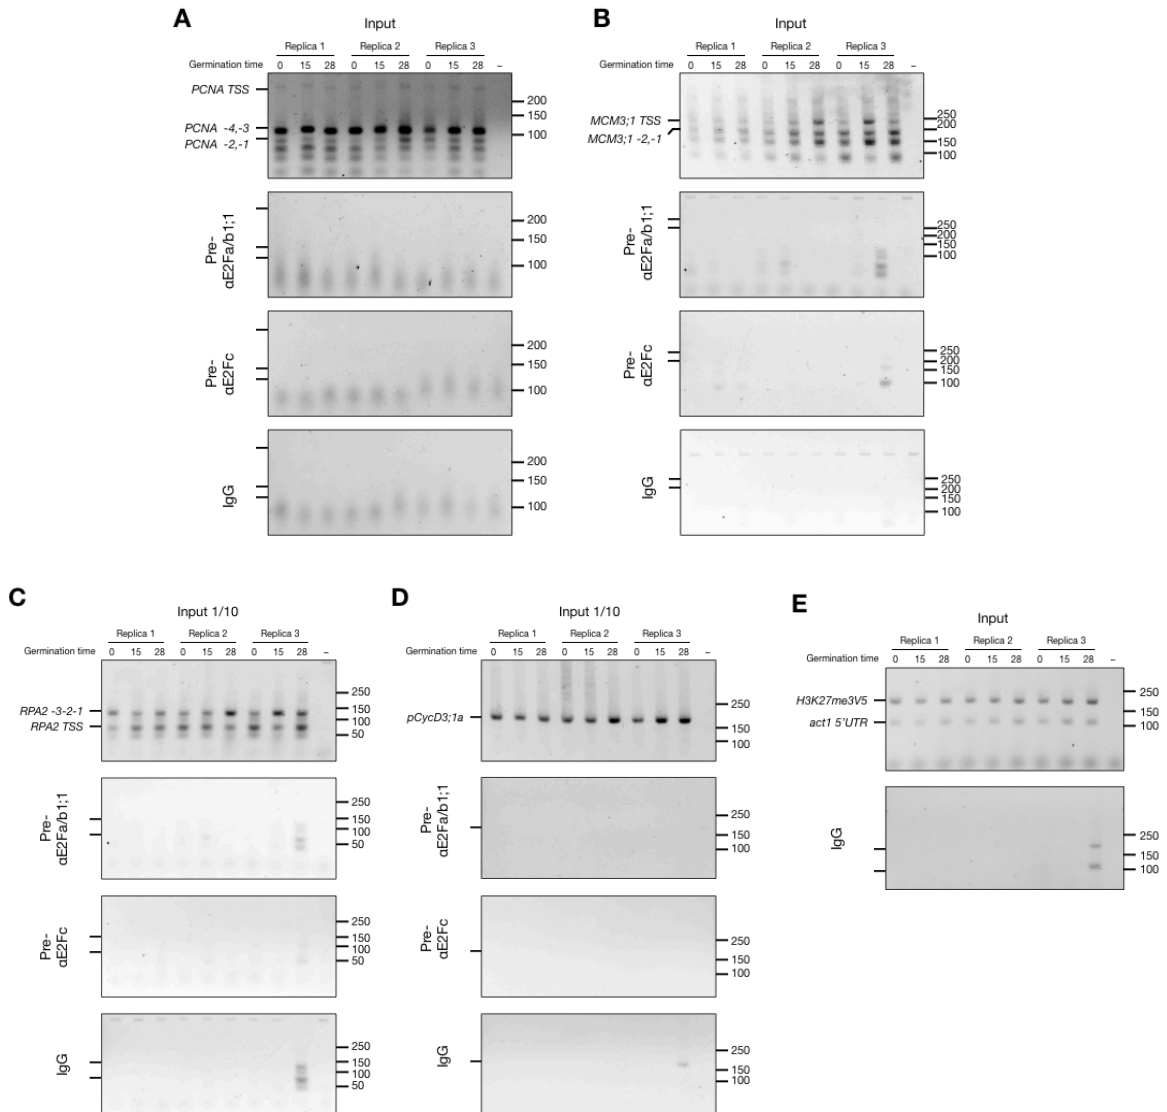 A
Input
Replica 1 Replica 2 Replica 3
Germination time 0 15 28 0 15 28 0 15 28 –
PCNA TSS
200
PCNA -4,-3
100
PCNA -2,-1
Pre-
αE2Fa/b1;1
200
150
100
Pre-
αE2Fc
200
150
100
IgG
200
150
100
B
Input
Replica 1 Replica 2 Replica 3
Germination time 0 15 28 0 15 28 0 15 28 –
MCM3;1 TSS
MCM3;1 -2,-1
250
200
150
100
Pre-
αE2Fa/b1;1
250
200
150
100
Pre-
αE2Fc
250
200
150
100
IgG
250
200
150
100
C
Input 1/10
Replica 1 Replica 2 Replica 3
Germination time 0 15 28 0 15 28 0 15 28 –
RPA2 -3-2-1
RPA2 TSS
250
150
100
50
Pre-
αE2Fa/b1;1
250
150
100
50
Pre-
αE2Fc
250
150
100
50
IgG
250
150
100
50
D
Input 1/10
Replica 1 Replica 2 Replica 3
Germination time 0 15 28 0 15 28 0 15 28 –
pCycD3;1a
250
150
100
Pre-
αE2Fa/b1;1
250
150
100
Pre-
αE2Fc
250
150
100
IgG
250
150
100
E
Input
Replica 1 Replica 2 Replica 3
Germination time 0 15 28 0 15 28 0 15 28 –
H3K27me3V5
act1 5'UTR
250
150
100
IgG
250
150
100